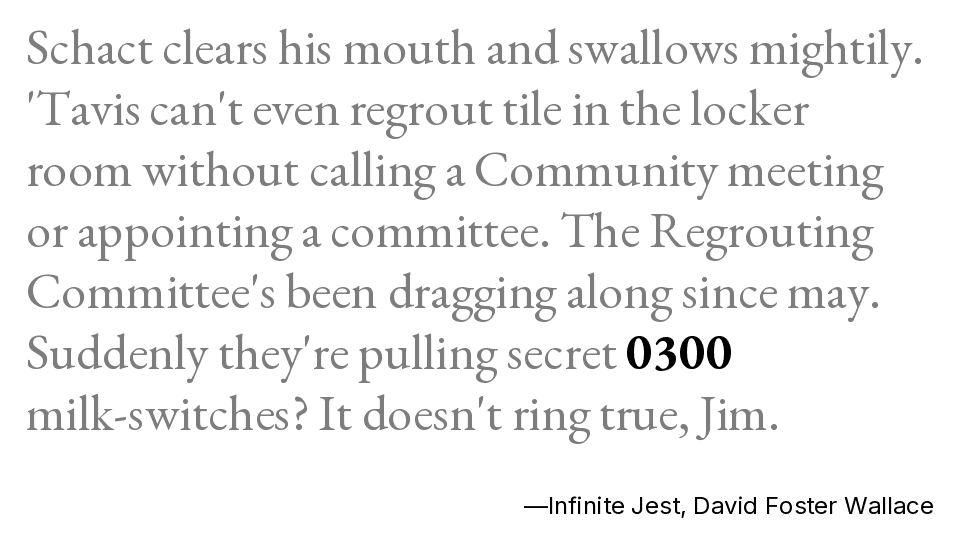 Schact clears his mouth and swallows mightily.
'Tavis can't even regrout tile in the locker
room without calling a Community meeting
or appointing a committee. The Regrouting
Committee's been dragging along since may.
Suddenly they're pulling secret 0300
milk-switches? It doesn't ring true, Jim.
—Infinite Jest, David Foster Wallace